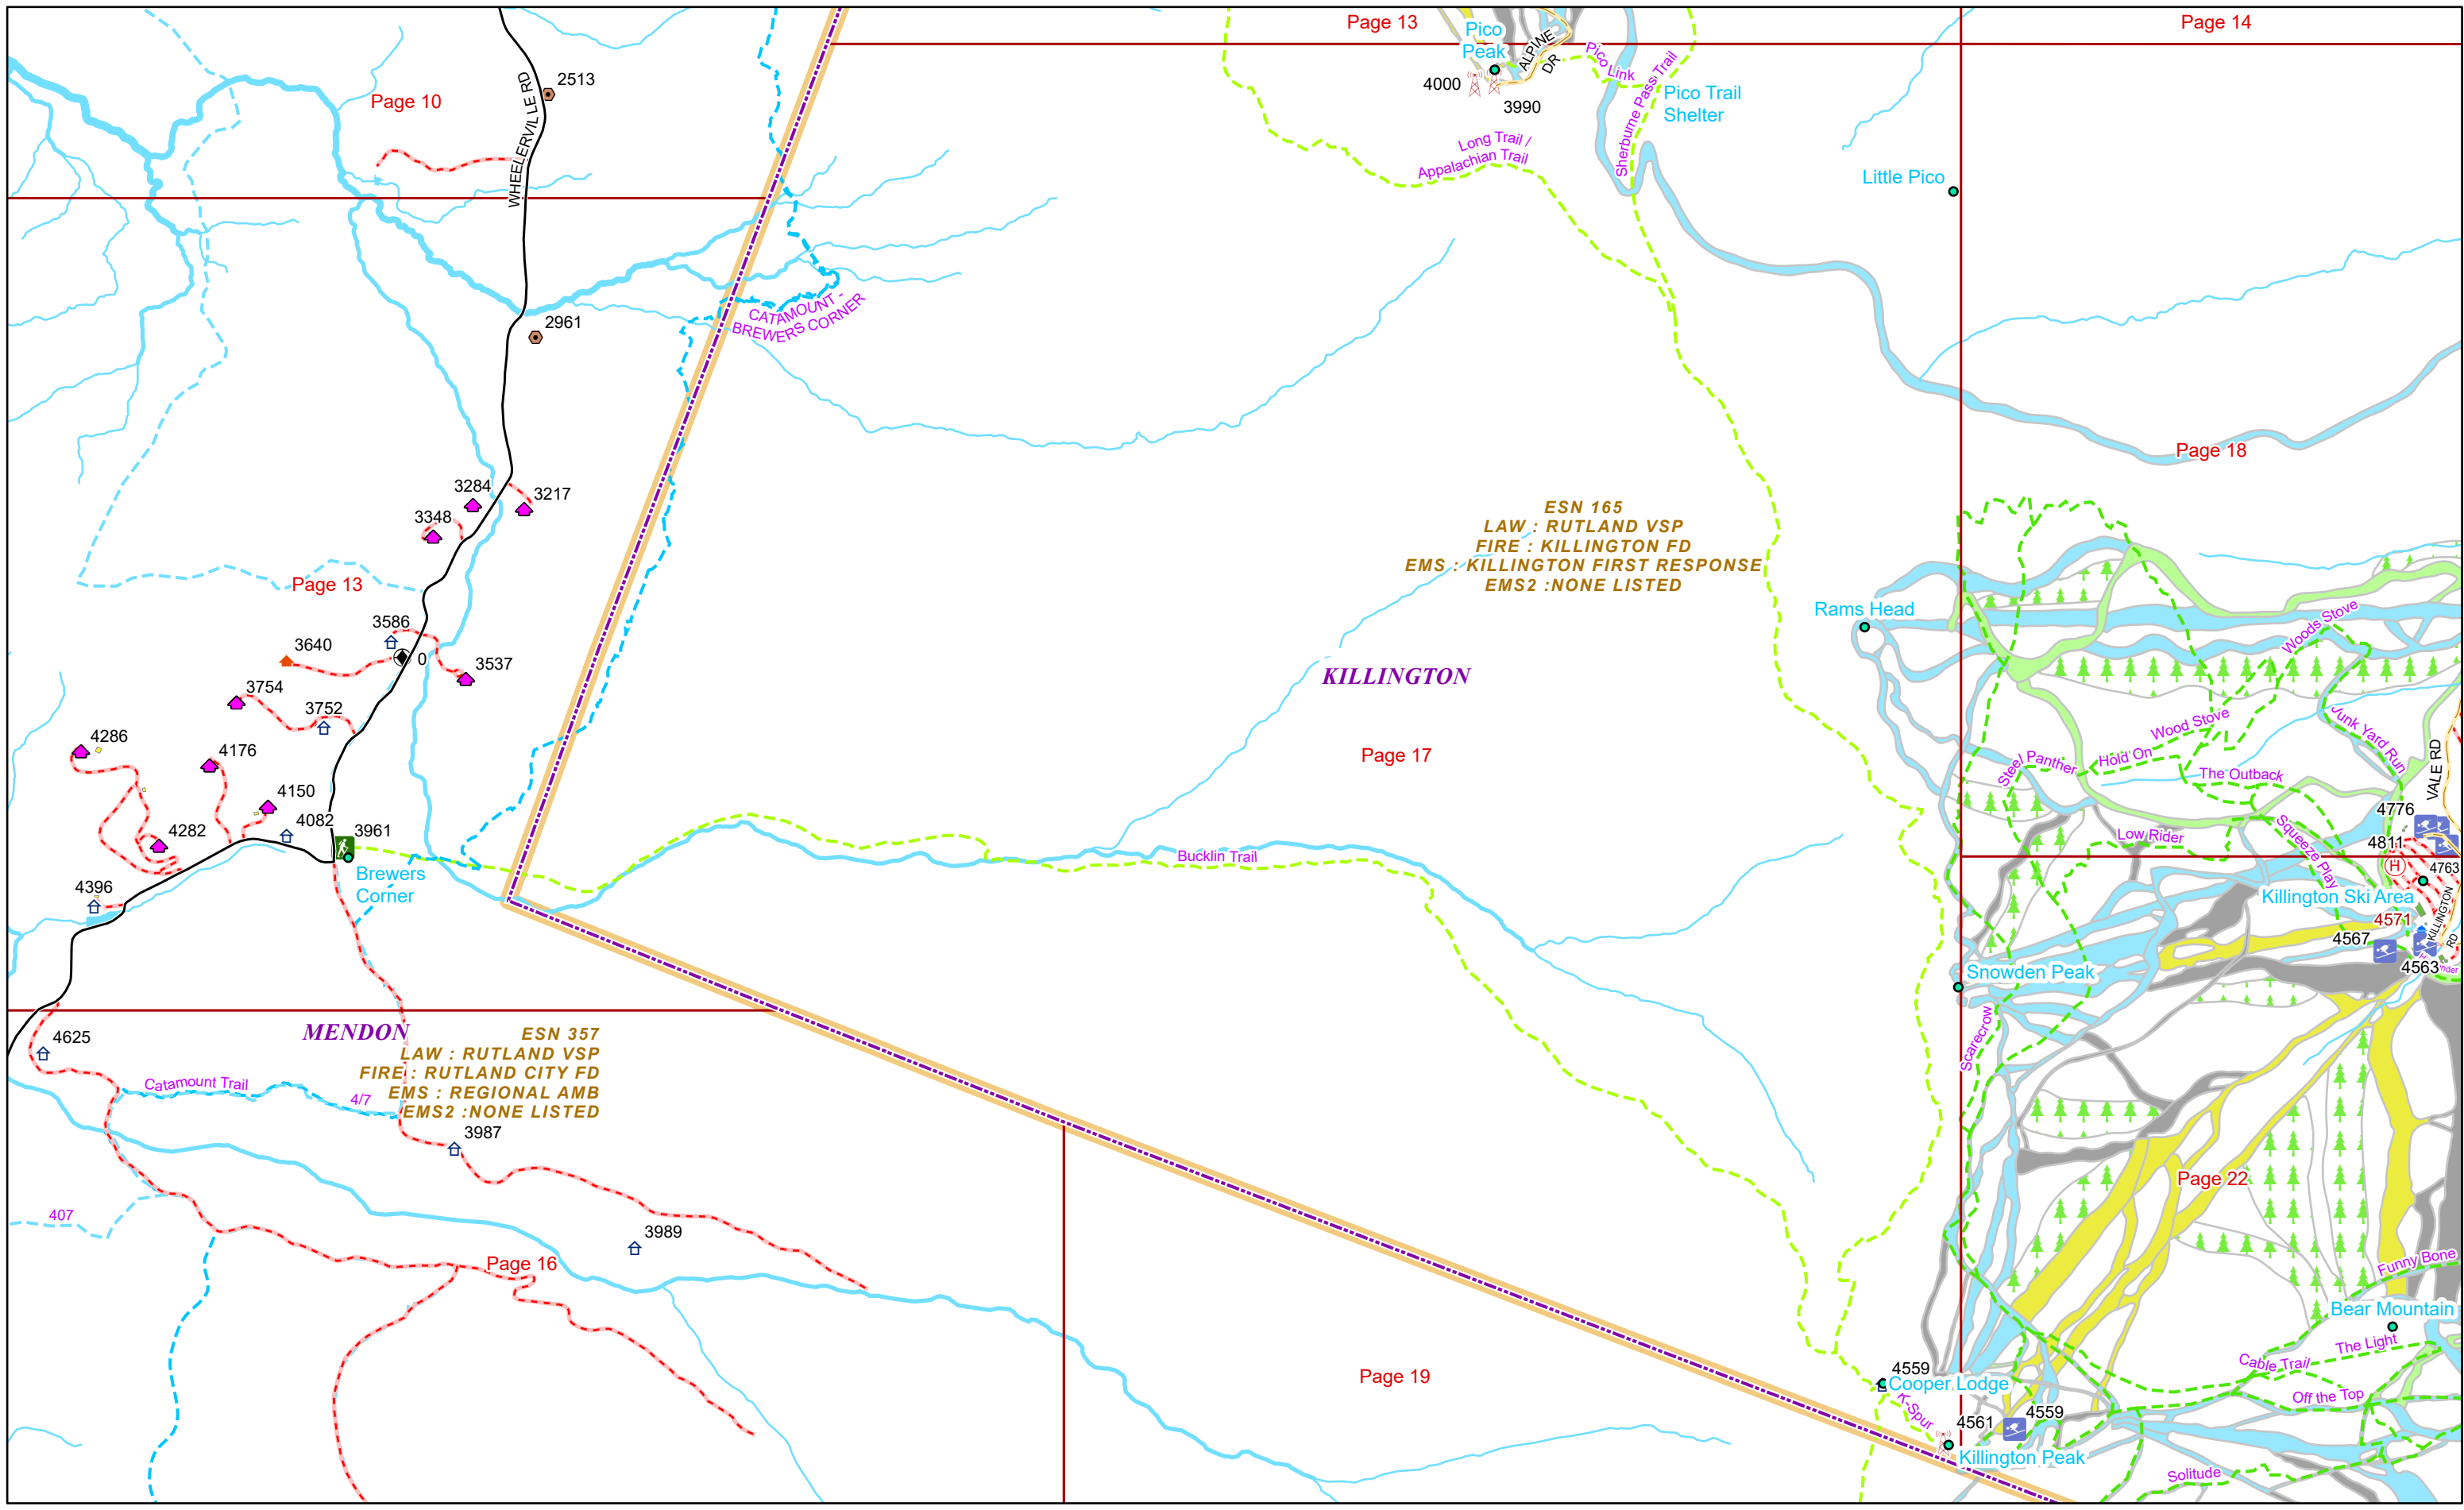 Page 13
Page 14
Pico
Peak
ALPINE
DR
Pico Link
Sherburne Pass Trail
4000
3990
Pico Trail
Shelter
2513
Page 10
WHEELERVILLE RD
Long Trail /
Appalachian Trail
Little Pico
CATAMOUNT -
BREWERS CORNER
2961
Page 18
3284
3217
3348
ESN 165
LAW : RUTLAND VSP
FIRE : KILLINGTON FD
EMS : KILLINGTON FIRST RESPONSE
EMS2 :NONE LISTED
Page 13
Rams Head
Woods Stove
3586
3640
0
3537
KILLINGTON
3754
3752
Wood Stove
Junk Yard Run
4286
4176
Page 17
Steel Panther
Hold On
The Outback
VALE RD
4150
4776
4082
3961
4282
Low Rider
Squeeze Play
4811
Bucklin Trail
4763
Brewers
Corner
4396
Killington Ski Area
4571
KILLINGTON
RD
4567
4563
Snowden Peak
Scarecrow
MENDON
ESN 357
LAW : RUTLAND VSP
FIRE : RUTLAND CITY FD
EMS : REGIONAL AMB
EMS2 :NONE LISTED
4625
Catamount Trail
4/7
3987
Page 22
407
3989
Page 16
Funny Bone
Bear Mountain
The Light
Cable Trail
Page 19
4559
Cooper Lodge
Off the Top
K-Spur
4561
4559
Killington Peak
Solitude